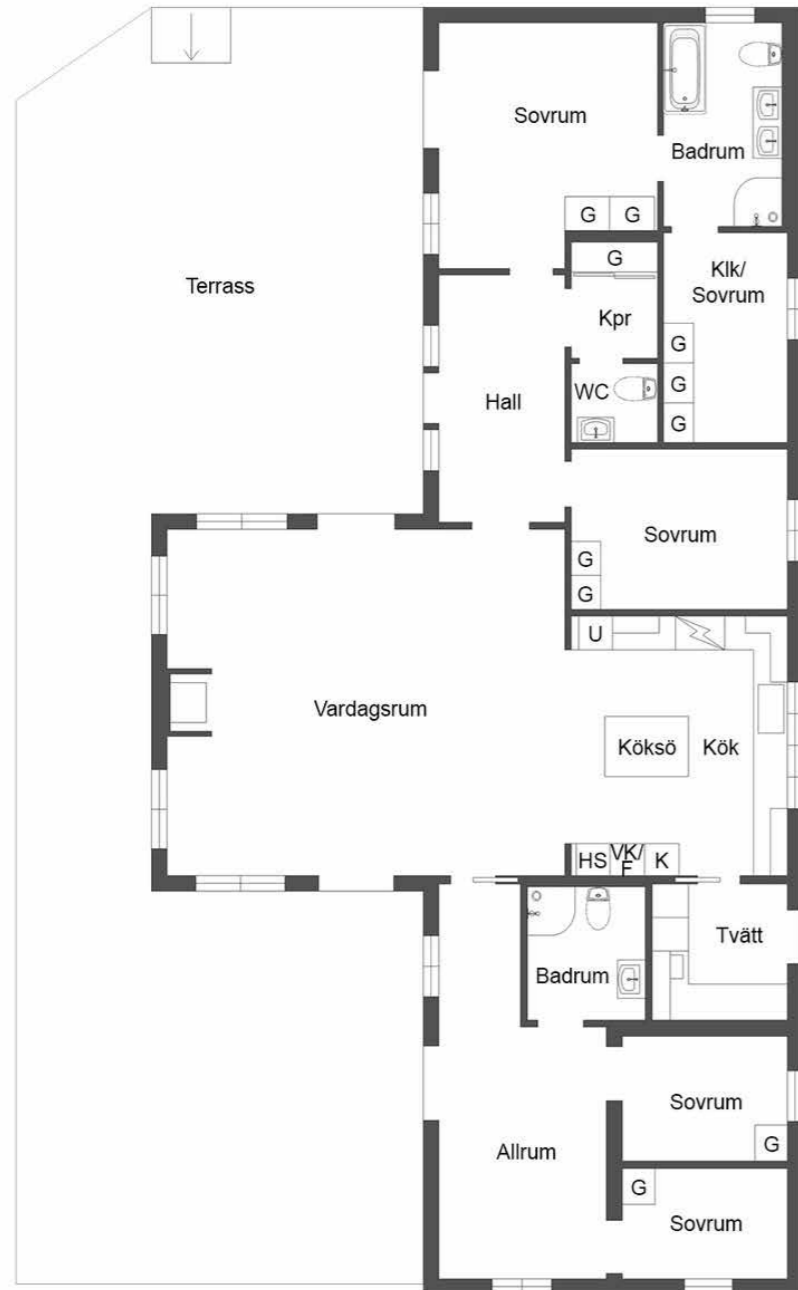 Sovrum
Badrum
G G
G
Klk/
Sovrum
Terrass
Kpr
G
WC
G
Hall
G
Sovrum
G
G
U
Vardagsrum
Köksö
Kök
HS
VK/
F
K
Tvätt
Badrum
Sovrum
G
Allrum
G
Sovrum